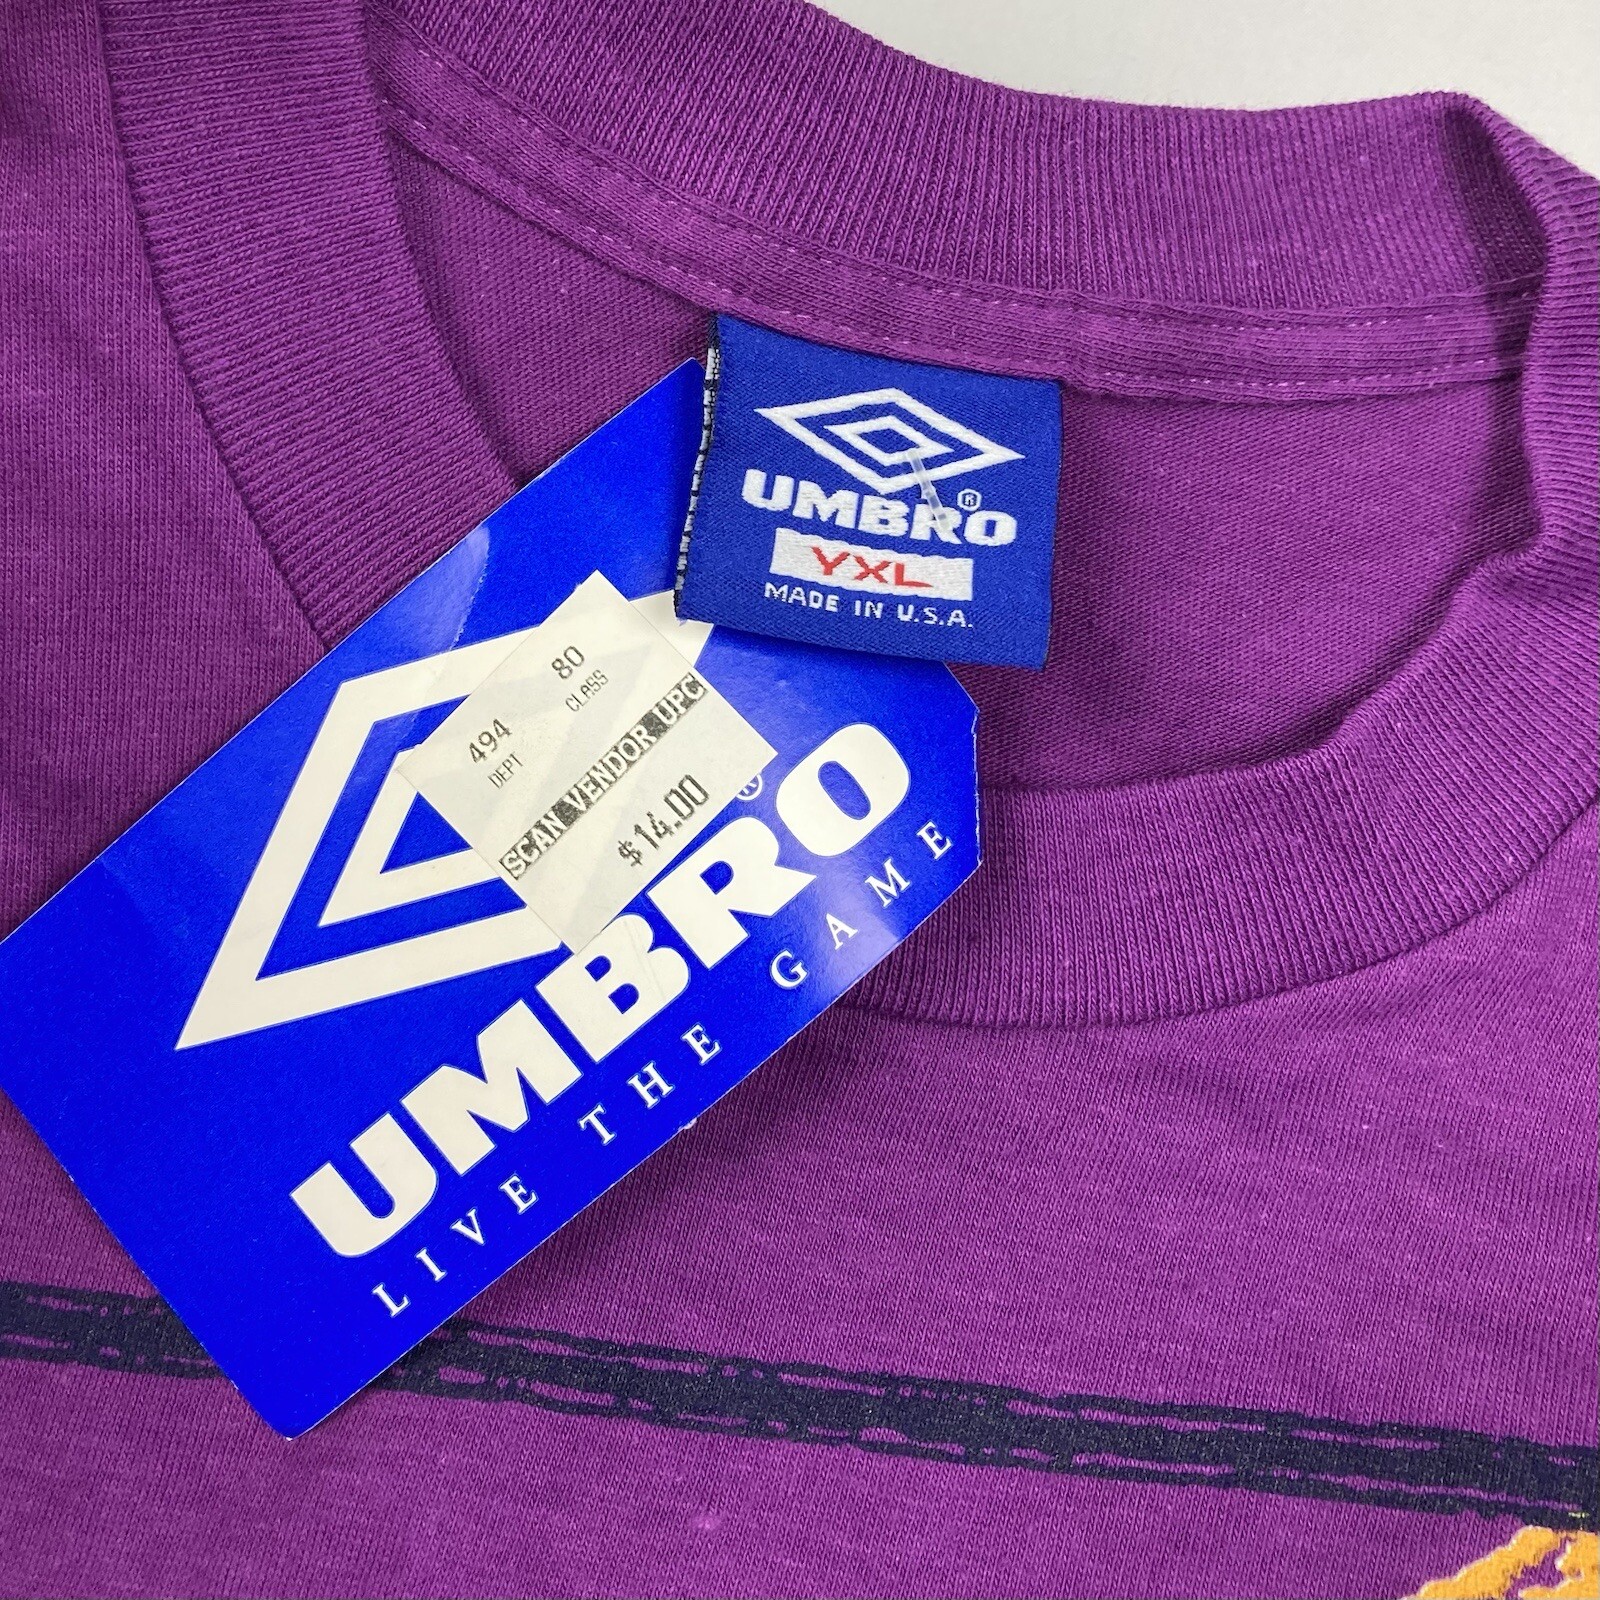 UMBRO®
YXL
MADE IN U.S.A.
80
CLASS
494
DEPT
SCAN VENDOR UPC
$14.00
UMBRO®
LIVE THE GAME